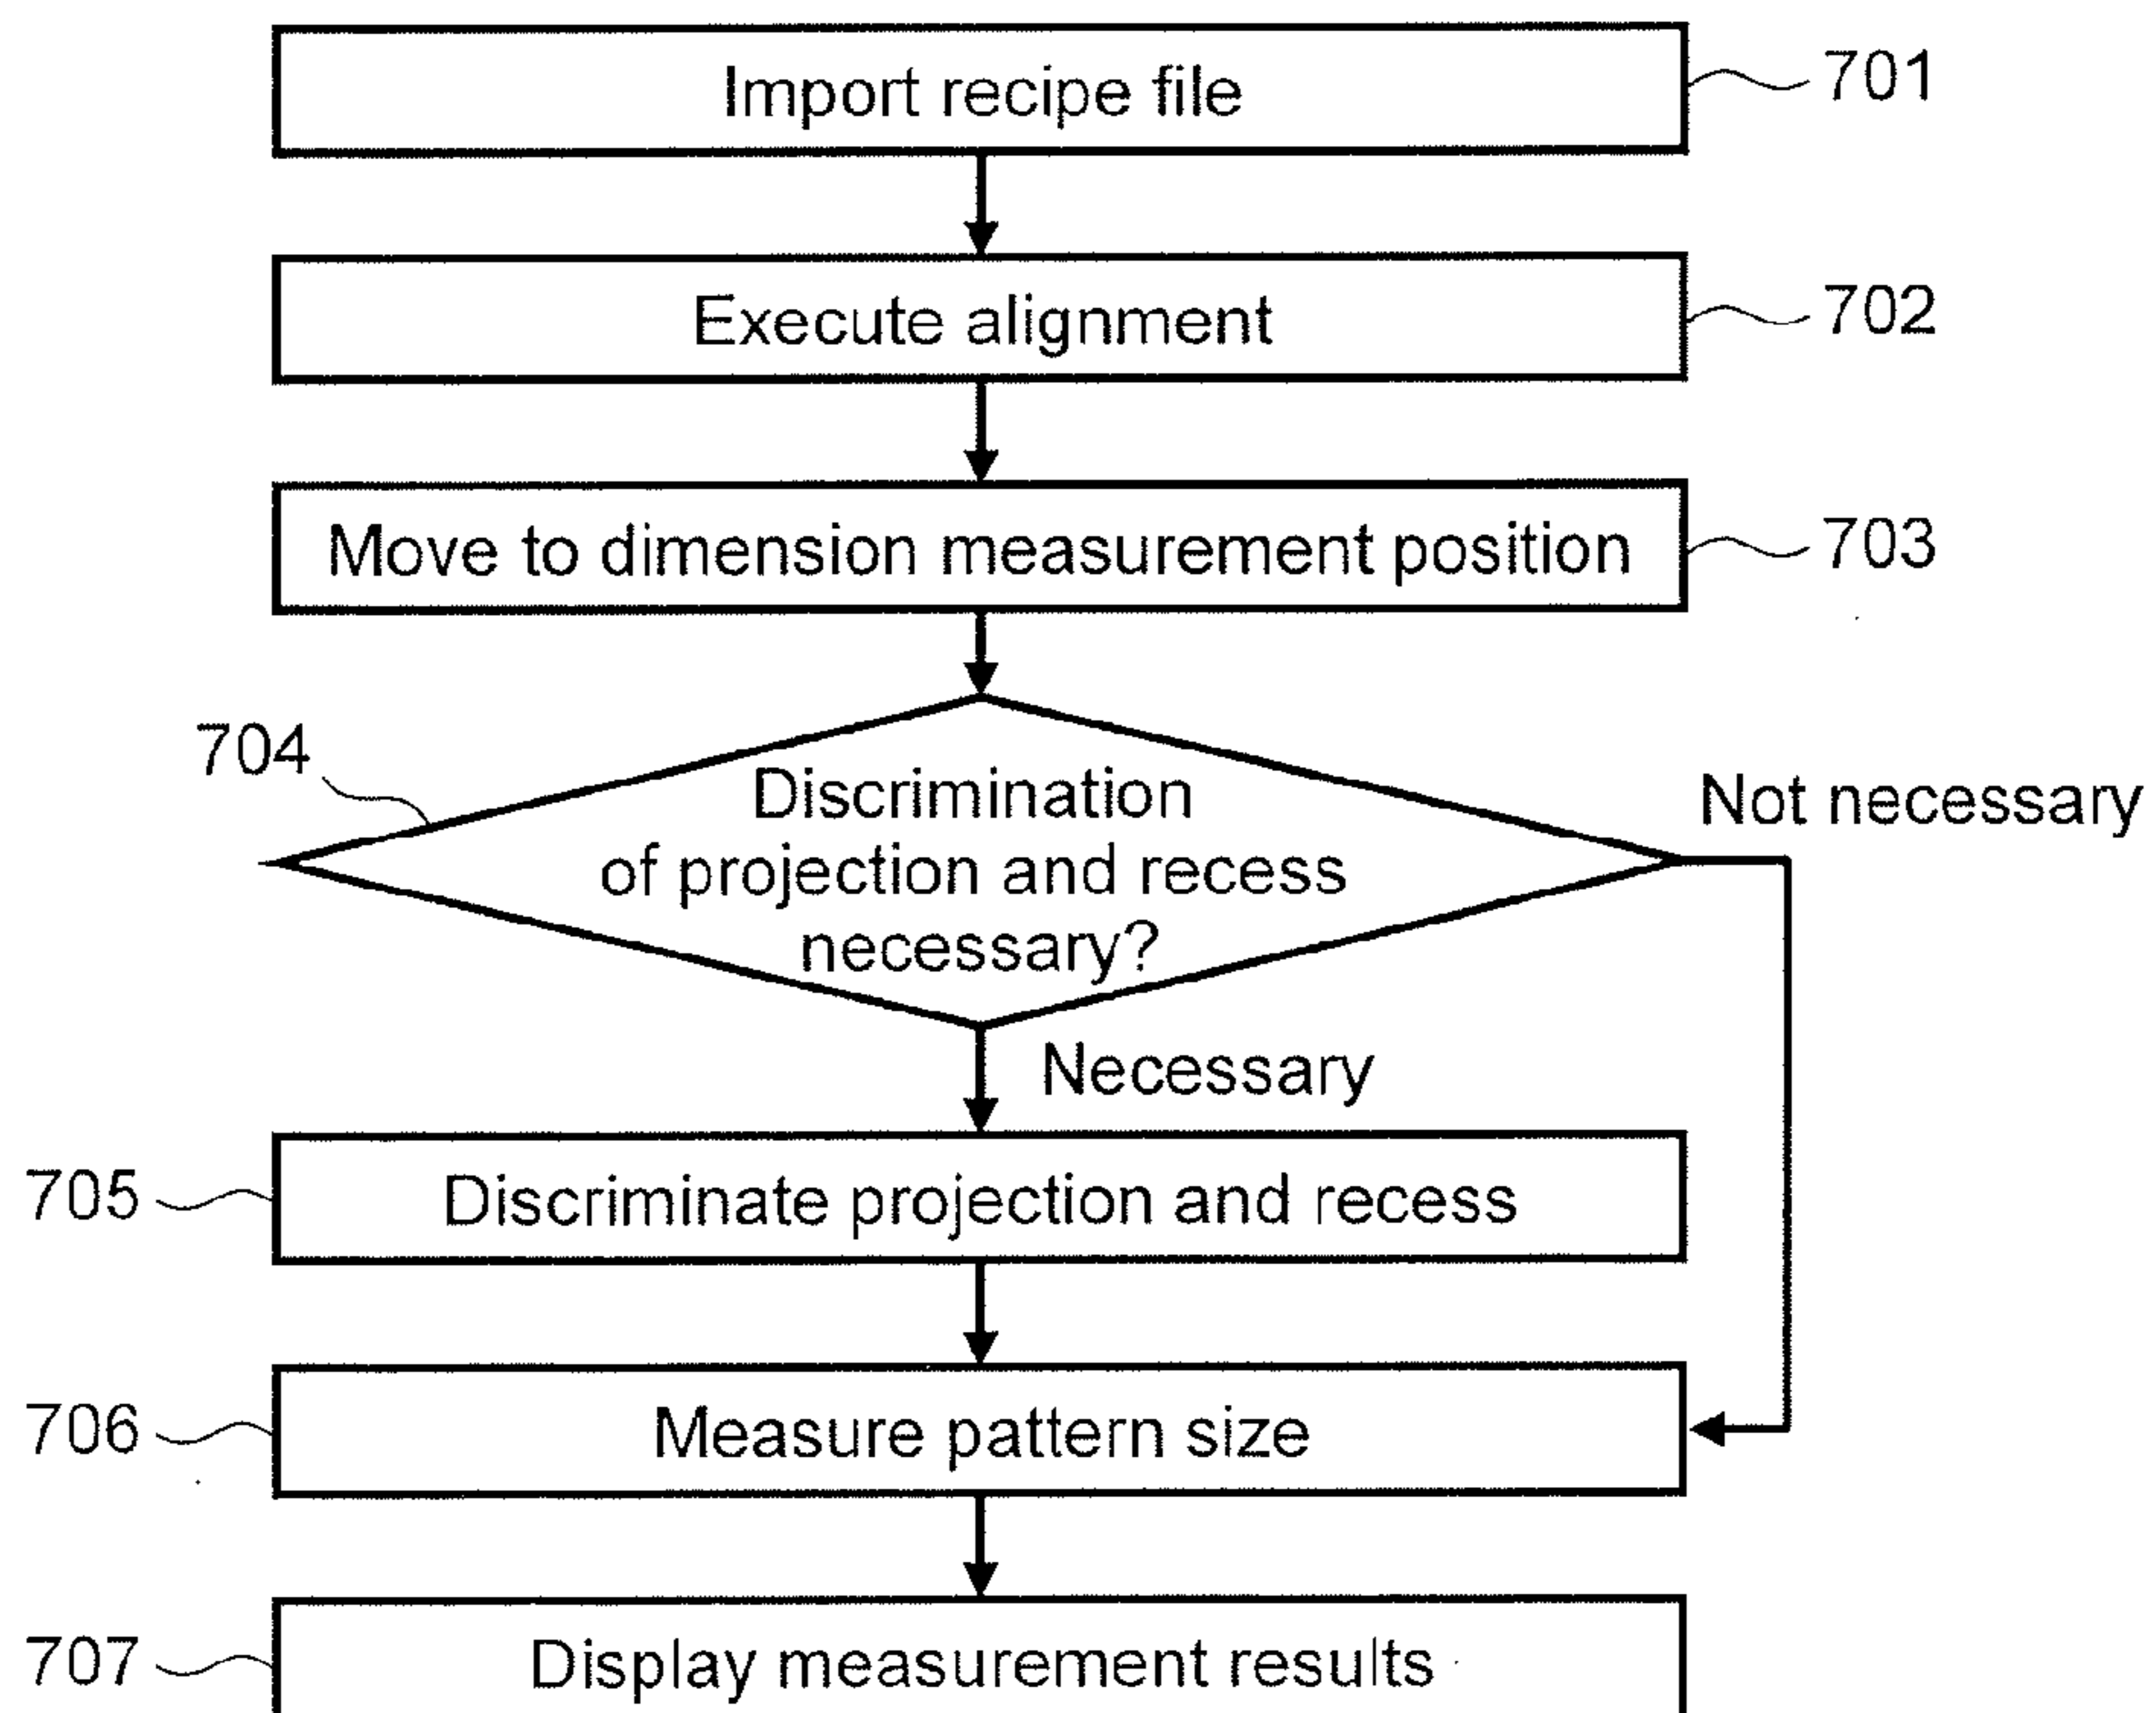 Import recipe file
701
Execute alignment
702
Move to dimension measurement position
703
704
Discrimination
of projection and recess
necessary?
Not necessary
Necessary
705
Discriminate projection and recess
706
Measure pattern size
707
Display measurement results